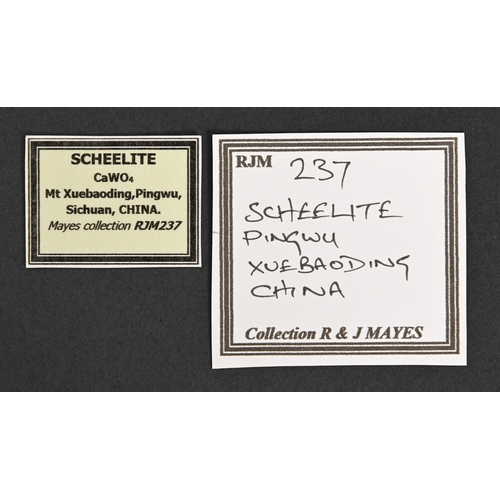 SCHEELITE
CaWO₄
Mt Xuebaoding,Pingwu,
Sichuan, CHINA.
Mayes collection RJM237
RJM 237
SCHEELITE
PINGWU
XUEBAODING
CHINA
Collection R & J MAYES